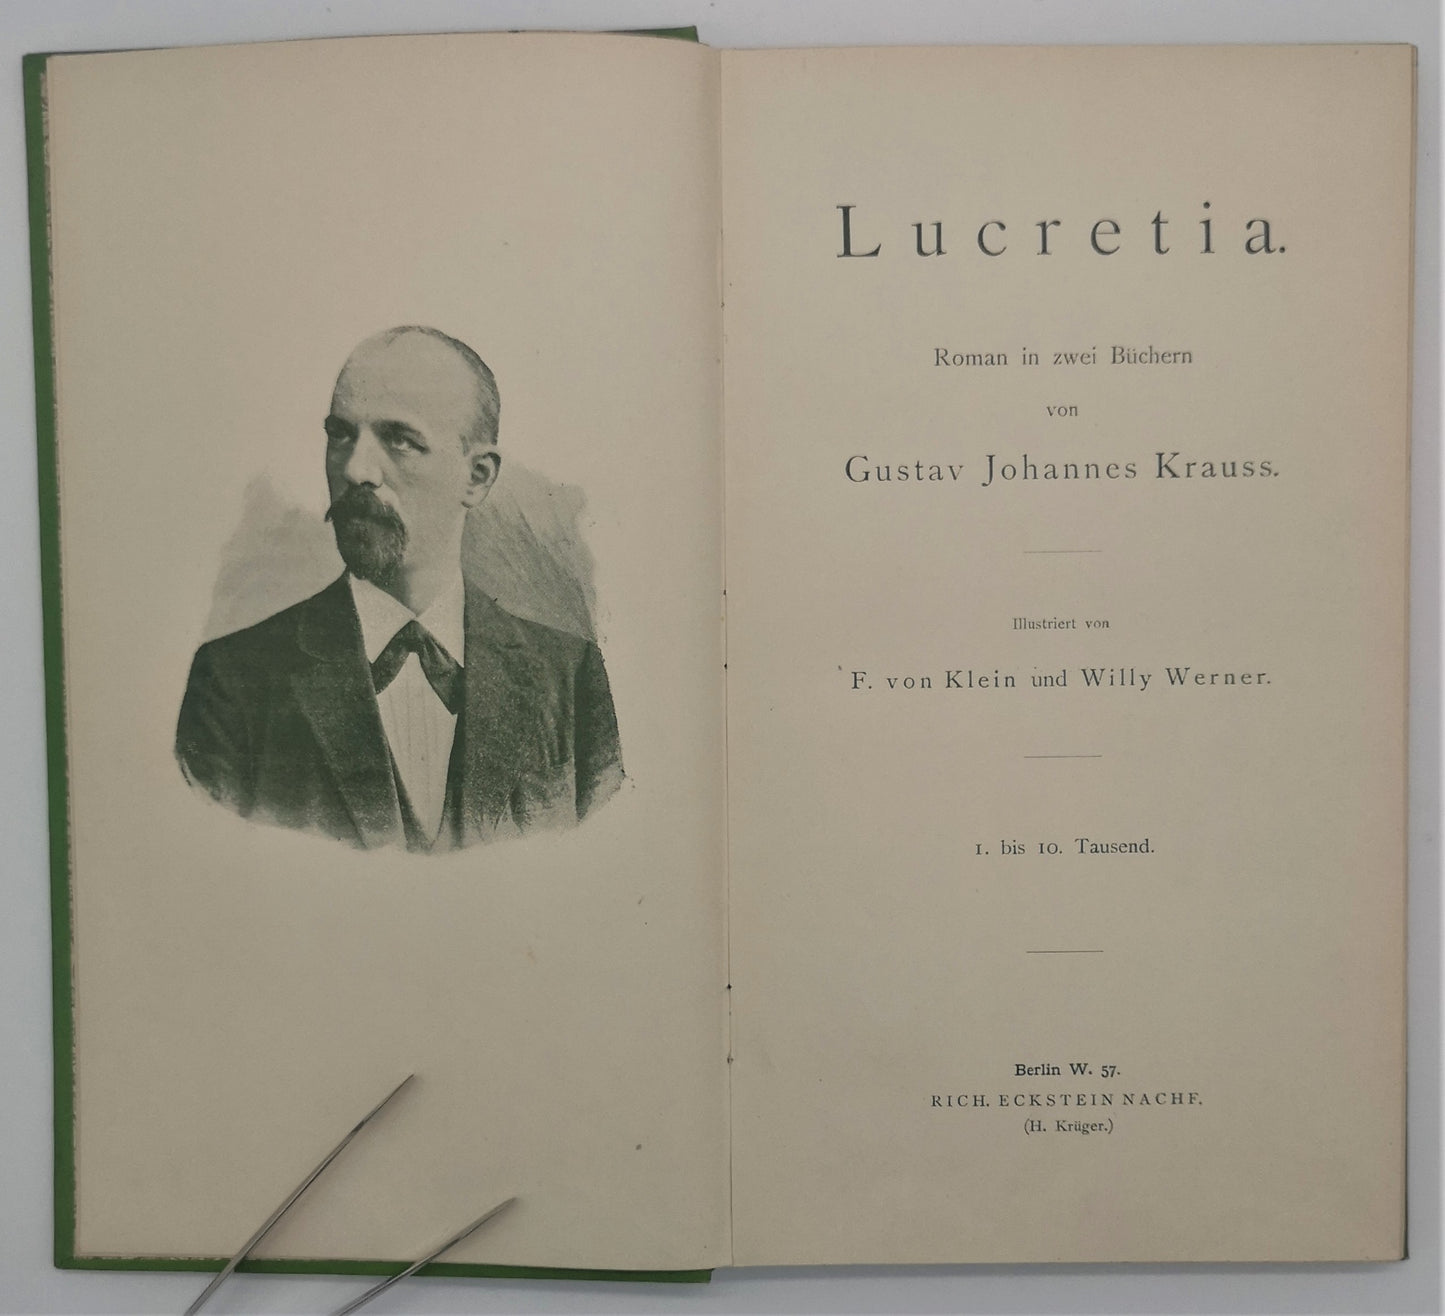 Lucretia.
Roman in zwei Büchern
von
Gustav Johannes Krauss.
Illustriert von
F. von Klein und Willy Werner.
1. bis 10. Tausend.
Berlin W. 57.
RICH. ECKSTEIN NACHF.
(H. Krüger.)